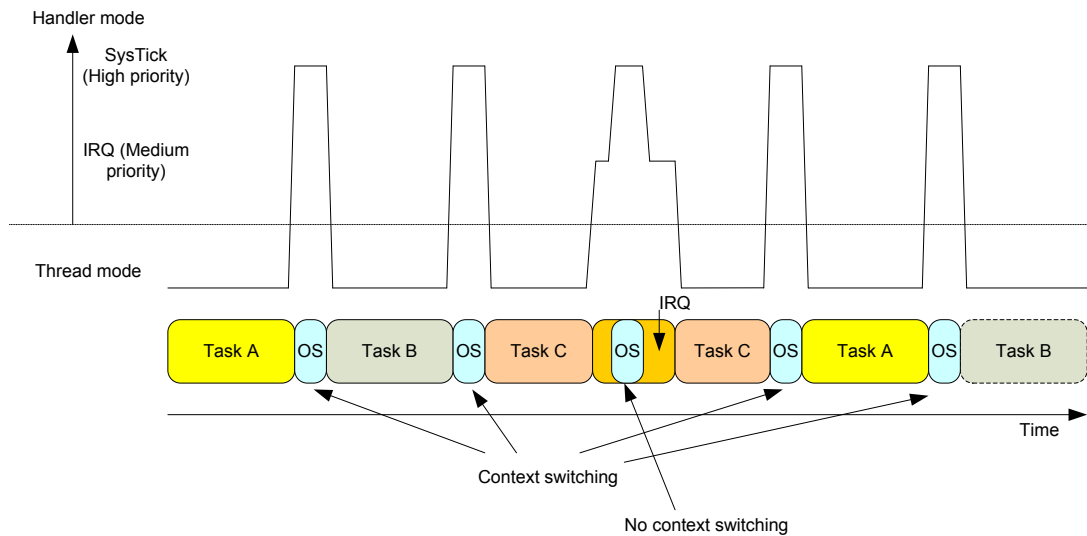 Handler mode
SysTick
(High priority)
IRQ (Medium
priority)
Thread mode
IRQ
Task A
OS
Task B
OS
Task C
OS
Task C
OS
Task A
OS
Task B
Time
Context switching
No context switching